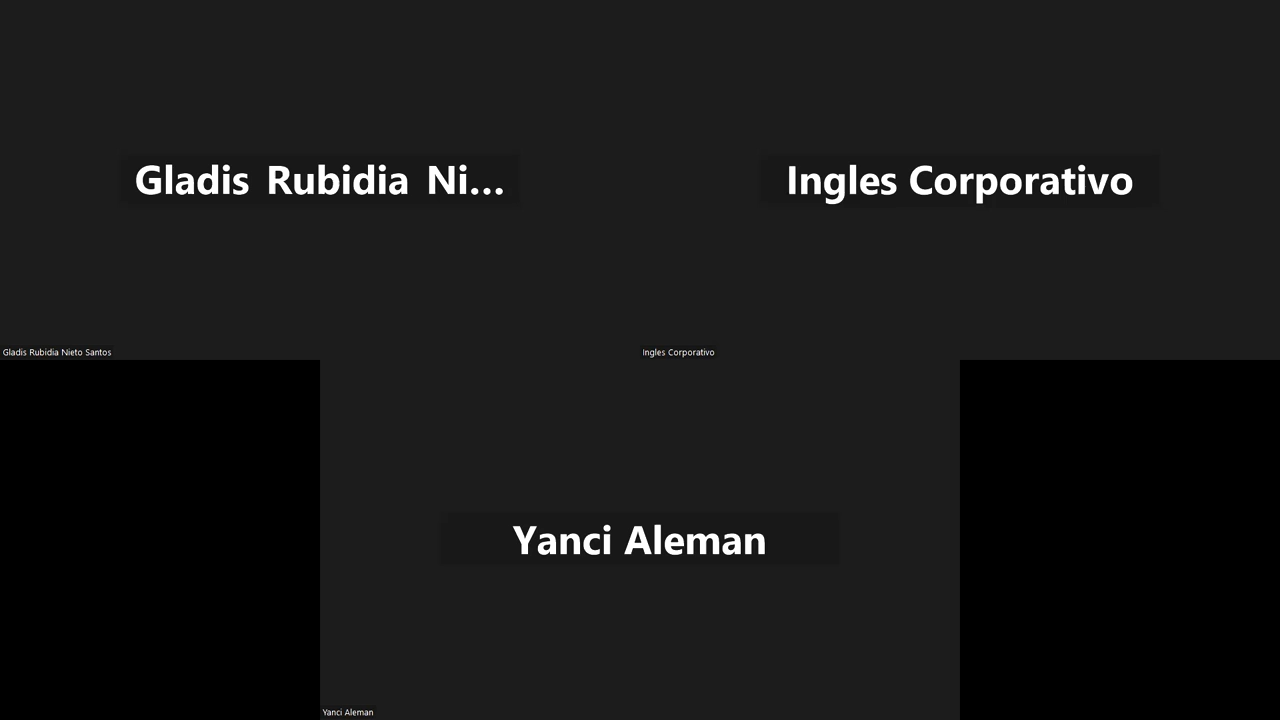 Gladis Rubidia Ni...
Ingles Corporativo
Gladis Rubidia Nieto Santos
Ingles Corporativo
Yanci Aleman
Yanci Aleman